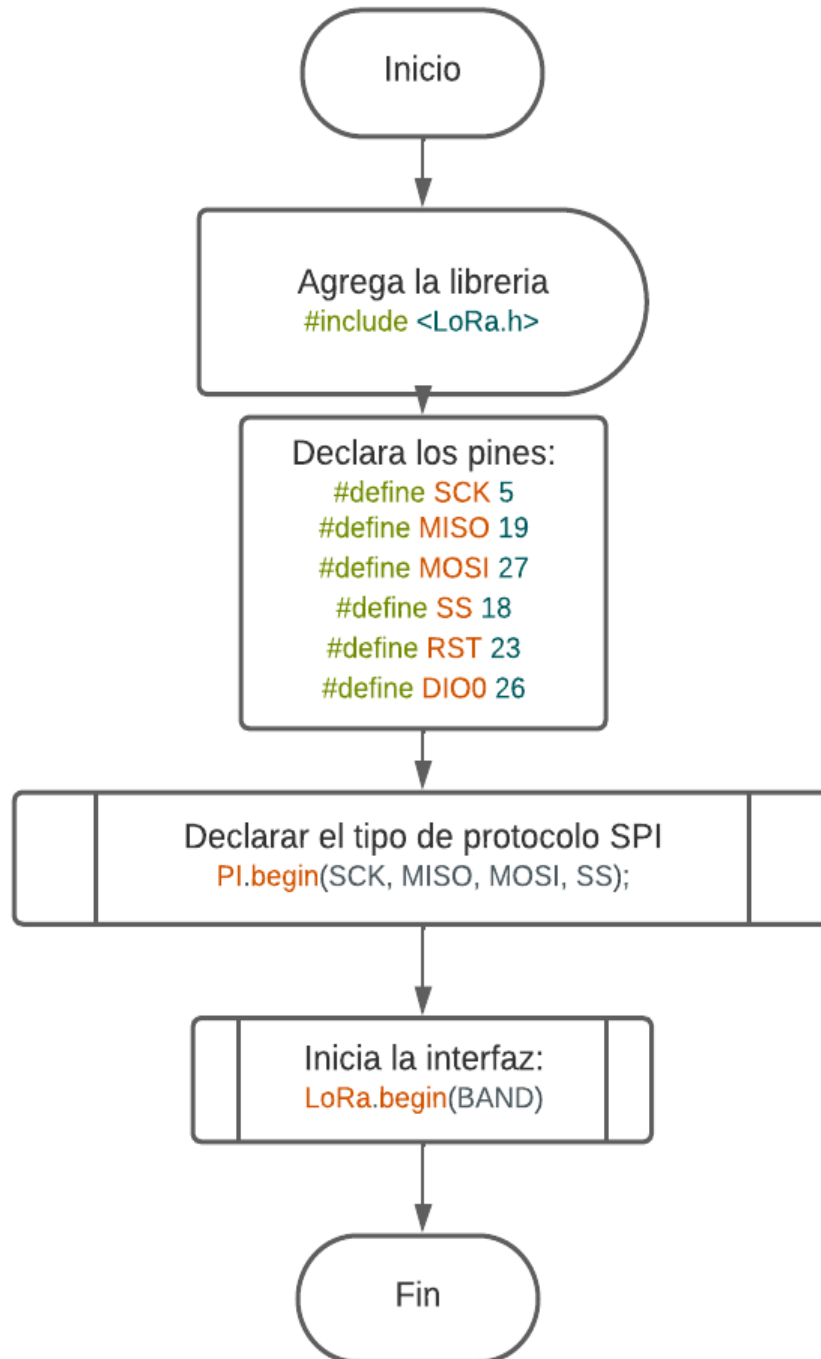 Inicio
Agrega la libreria
#include <LoRa.h>
Declara los pines:
#define SCK 5
#define MISO 19
#define MOSI 27
#define SS 18
#define RST 23
#define DIO0 26
Declarar el tipo de protocolo SPI
PI.begin(SCK, MISO, MOSI, SS);
Inicia la interfaz:
LoRa.begin(BAND)
Fin